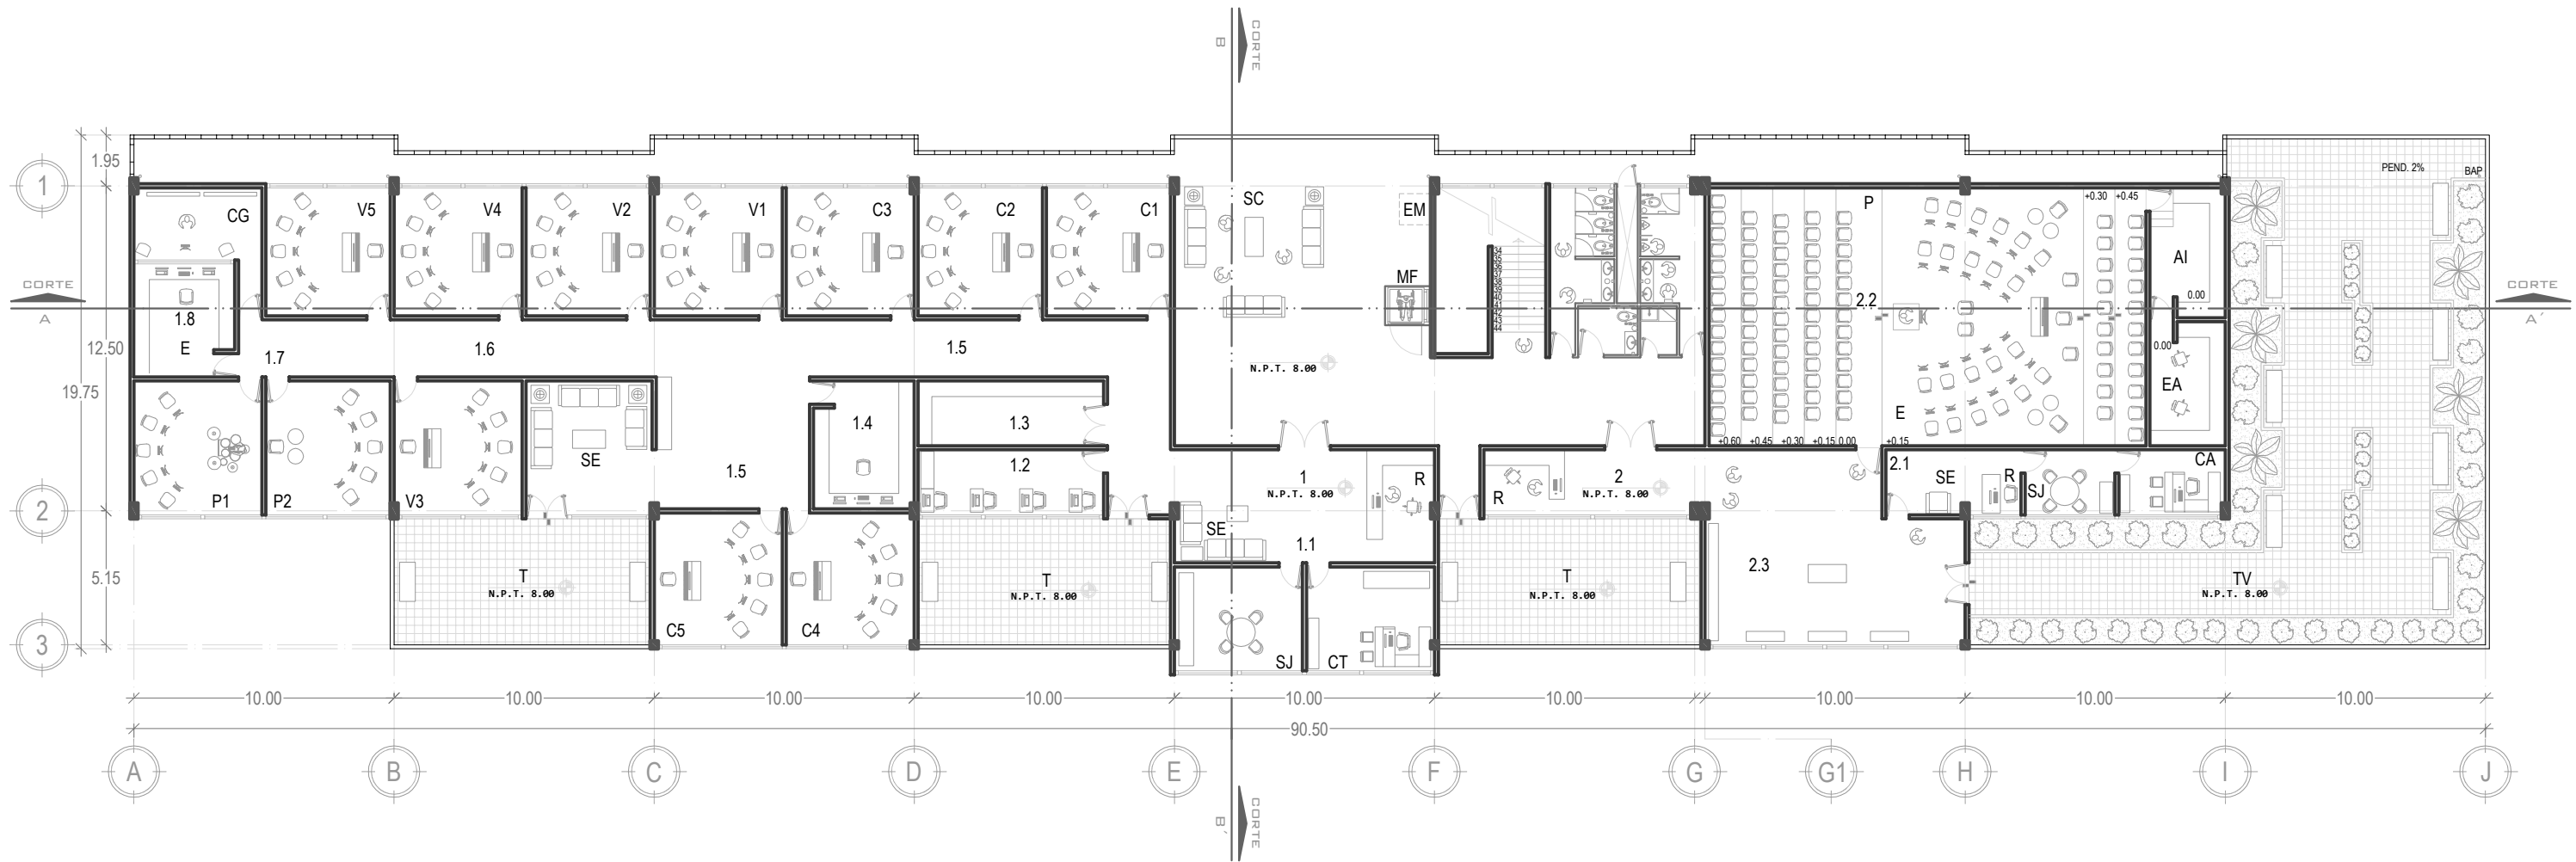 B
CORTE
1.95
1
PEND. 2%
BAP
CG
V5
V4
V2
V1
C3
C2
C1
SC
EM
P
+0.30
+0.45
AI
MF
CORTE
A
CORTE
A'
1.8
2.2
0.00
E
1.7
1.6
1.5
12.50
0.00
N.P.T. 8.00
19.75
EA
1.4
1.3
E
+0.60
+0.45
+0.30
+0.15
0.00
+0.15
SE
1.5
1.2
1
N.P.T. 8.00
R
R
2
N.P.T. 8.00
2.1
SE
R
SJ
CA
P1
P2
V3
2
SE
1.1
5.15
T
N.P.T. 8.00
T
N.P.T. 8.00
T
N.P.T. 8.00
2.3
TV
N.P.T. 8.00
3
C5
C4
SJ
CT
10.00
10.00
10.00
10.00
10.00
10.00
10.00
10.00
10.00
90.50
A
B
C
D
E
F
G
G1
H
I
J
B'
CORTE